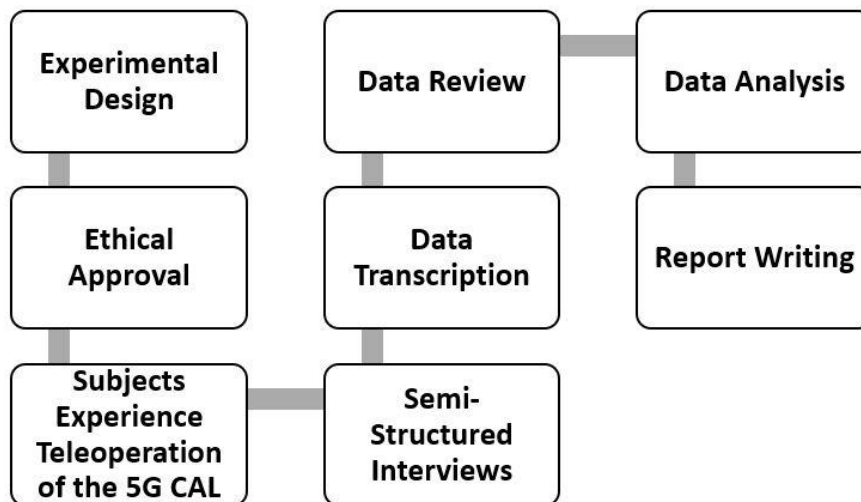 Experimental
Design
Ethical
Approval
Subjects
Experience
Teleoperation
of the 5G CAL
Semi-
Structured
Interviews
Data
Transcription
Data Review
Data Analysis
Report Writing